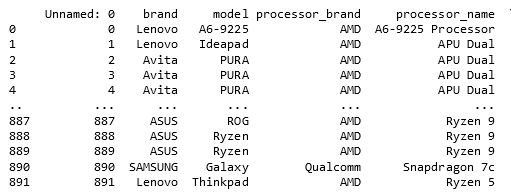 Unnamed: 0 brand model processor_brand processor_name
0 0 Lenovo A6-9225 AMD A6-9225 Processor
1 1 Lenovo Ideapad AMD APU Dual
2 2 Avita PURA AMD APU Dual
3 3 Avita PURA AMD APU Dual
4 4 Avita PURA AMD APU Dual
.. ... ... ... ... ...
887 887 ASUS ROG AMD Ryzen 9
888 888 ASUS Ryzen AMD Ryzen 9
889 889 ASUS Ryzen AMD Ryzen 9
890 890 SAMSUNG Galaxy Qualcomm Snapdragon 7c
891 891 Lenovo Thinkpad AMD Ryzen 5